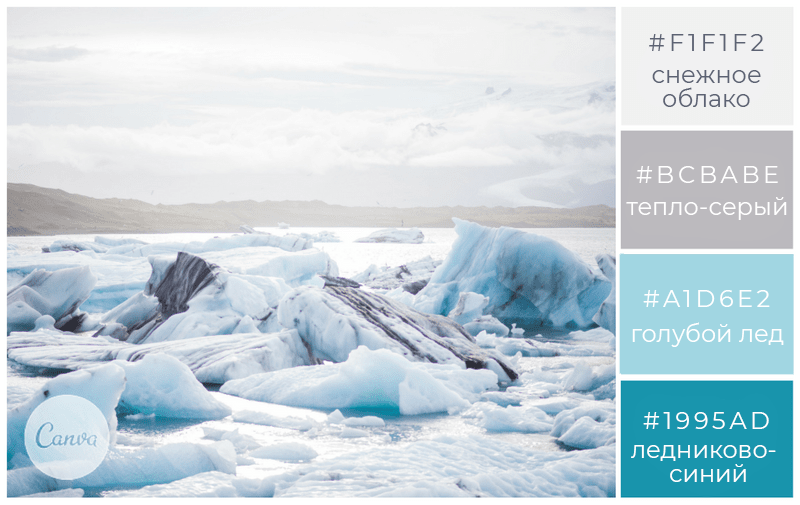 #F1F1F2
снежное
облако
#BCBABE
тепло-серый
#A1D6E2
голубой лед
#1995AD
ледниково-
синий
Canva